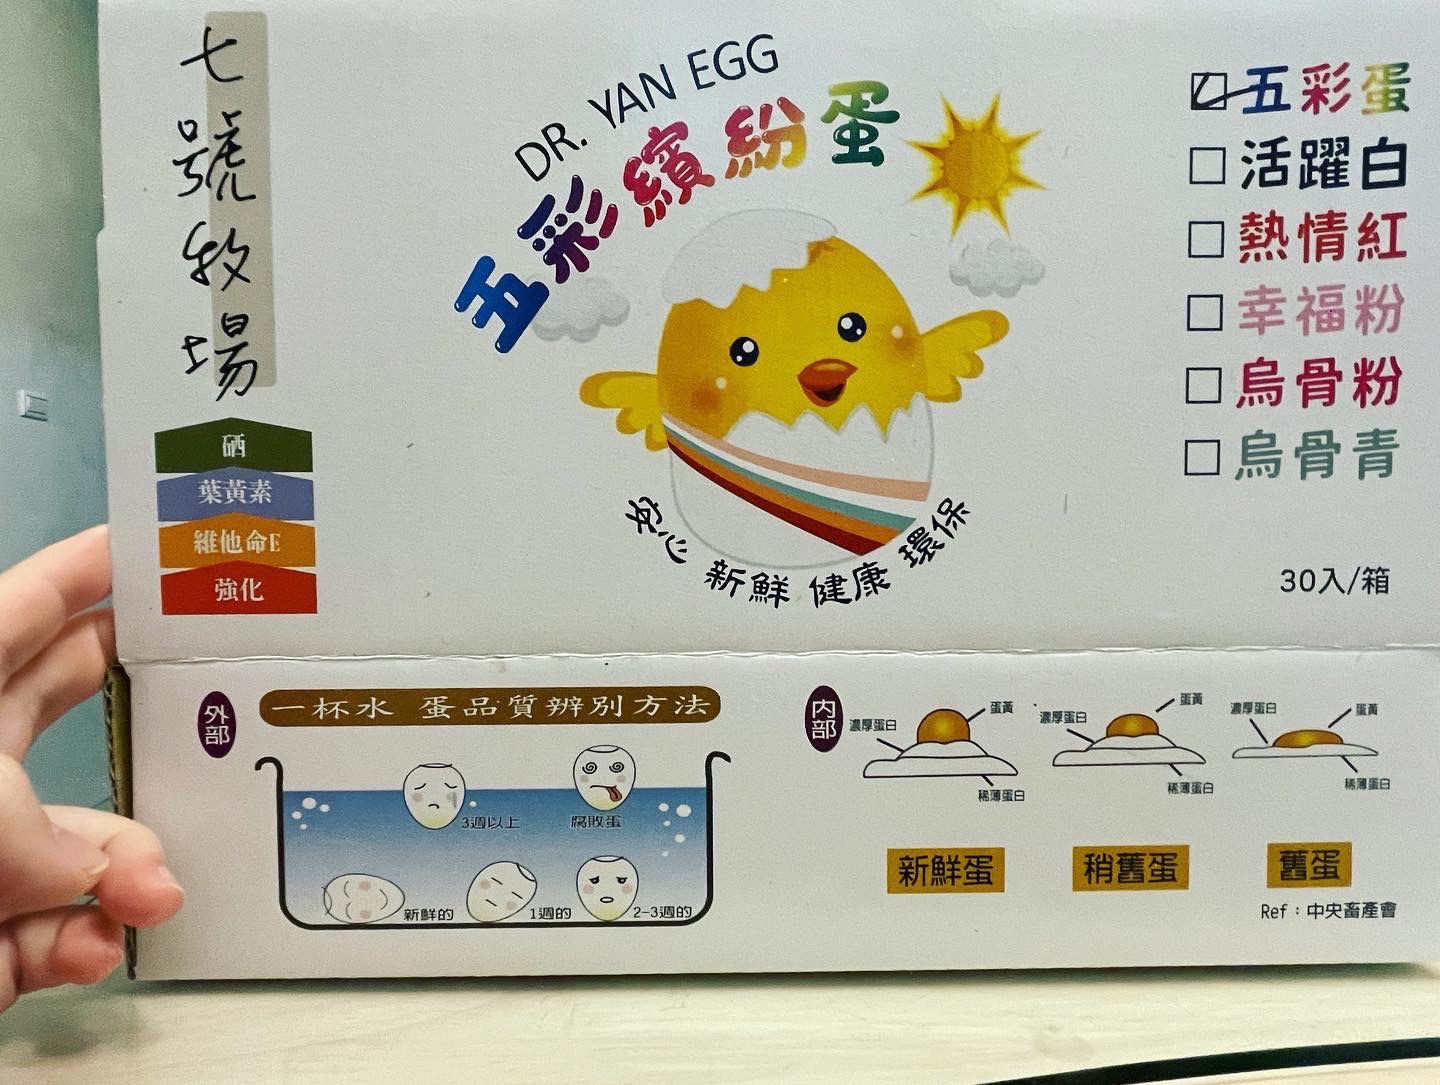 七號牧場
DR. YAN EGG
五彩繽紛蛋
安心 新鮮 健康 環保
硒
葉黃素
維他命E
強化
五彩蛋
活躍白
熱情紅
幸福粉
烏骨粉
烏骨青
30入/箱
外部
一杯水 蛋品質辨別方法
3週以上
腐敗蛋
新鮮的
1週的
2-3週的
內部
濃厚蛋白
蛋黃
稀薄蛋白
新鮮蛋
濃厚蛋白
蛋黃
稀薄蛋白
稍舊蛋
濃厚蛋白
蛋黃
稀薄蛋白
舊蛋
Ref：中央畜產會